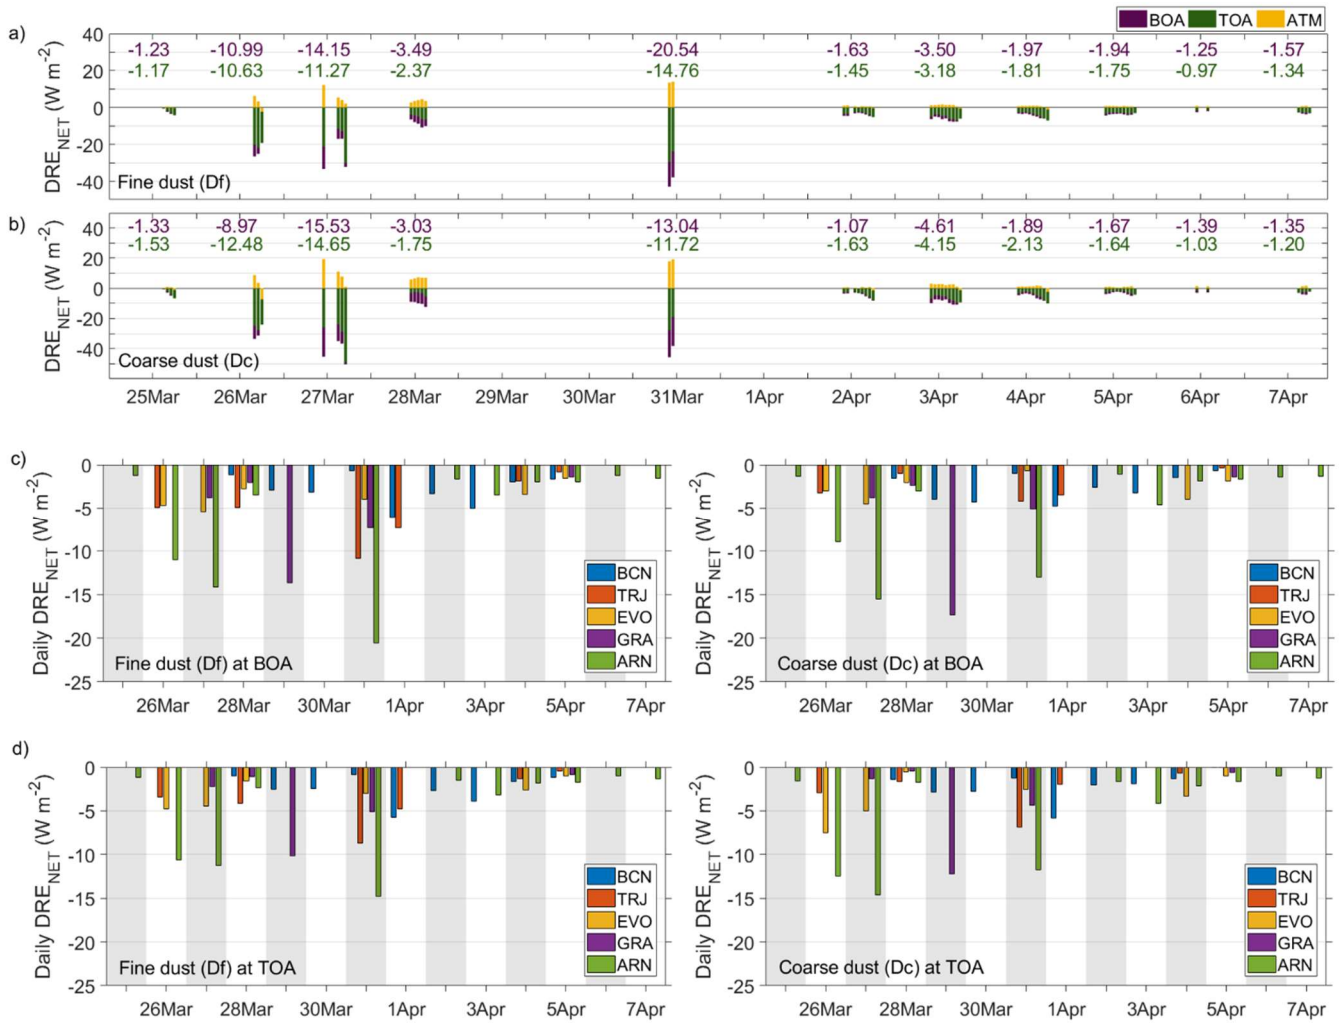 BOA TOA ATM
a)
DRE_NET (W m^-2)
40
20
0
-20
-40
-1.23 -10.99 -14.15 -3.49 -20.54 -1.63 -3.50 -1.97 -1.94 -1.25 -1.57
-1.17 -10.63 -11.27 -2.37 -14.76 -1.45 -3.18 -1.81 -1.75 -0.97 -1.34
Fine dust (Df)
b)
DRE_NET (W m^-2)
40
20
0
-20
-40
-1.33 -8.97 -15.53 -3.03 -13.04 -1.07 -4.61 -1.89 -1.67 -1.39 -1.35
-1.53 -12.48 -14.65 -1.75 -11.72 -1.63 -4.15 -2.13 -1.64 -1.03 -1.20
Coarse dust (Dc)
25Mar 26Mar 27Mar 28Mar 29Mar 30Mar 31Mar 1Apr 2Apr 3Apr 4Apr 5Apr 6Apr 7Apr
c)
Daily DRE_NET (W m^-2)
0
-5
-10
-15
-20
-25
BCN
TRJ
EVO
GRA
ARN
Fine dust (Df) at BOA
26Mar 28Mar 30Mar 1Apr 3Apr 5Apr 7Apr
Daily DRE_NET (W m^-2)
0
-5
-10
-15
-20
-25
BCN
TRJ
EVO
GRA
ARN
Coarse dust (Dc) at BOA
26Mar 28Mar 30Mar 1Apr 3Apr 5Apr 7Apr
d)
Daily DRE_NET (W m^-2)
0
-5
-10
-15
-20
-25
BCN
TRJ
EVO
GRA
ARN
Fine dust (Df) at TOA
26Mar 28Mar 30Mar 1Apr 3Apr 5Apr 7Apr
Daily DRE_NET (W m^-2)
0
-5
-10
-15
-20
-25
BCN
TRJ
EVO
GRA
ARN
Coarse dust (Dc) at TOA
26Mar 28Mar 30Mar 1Apr 3Apr 5Apr 7Apr